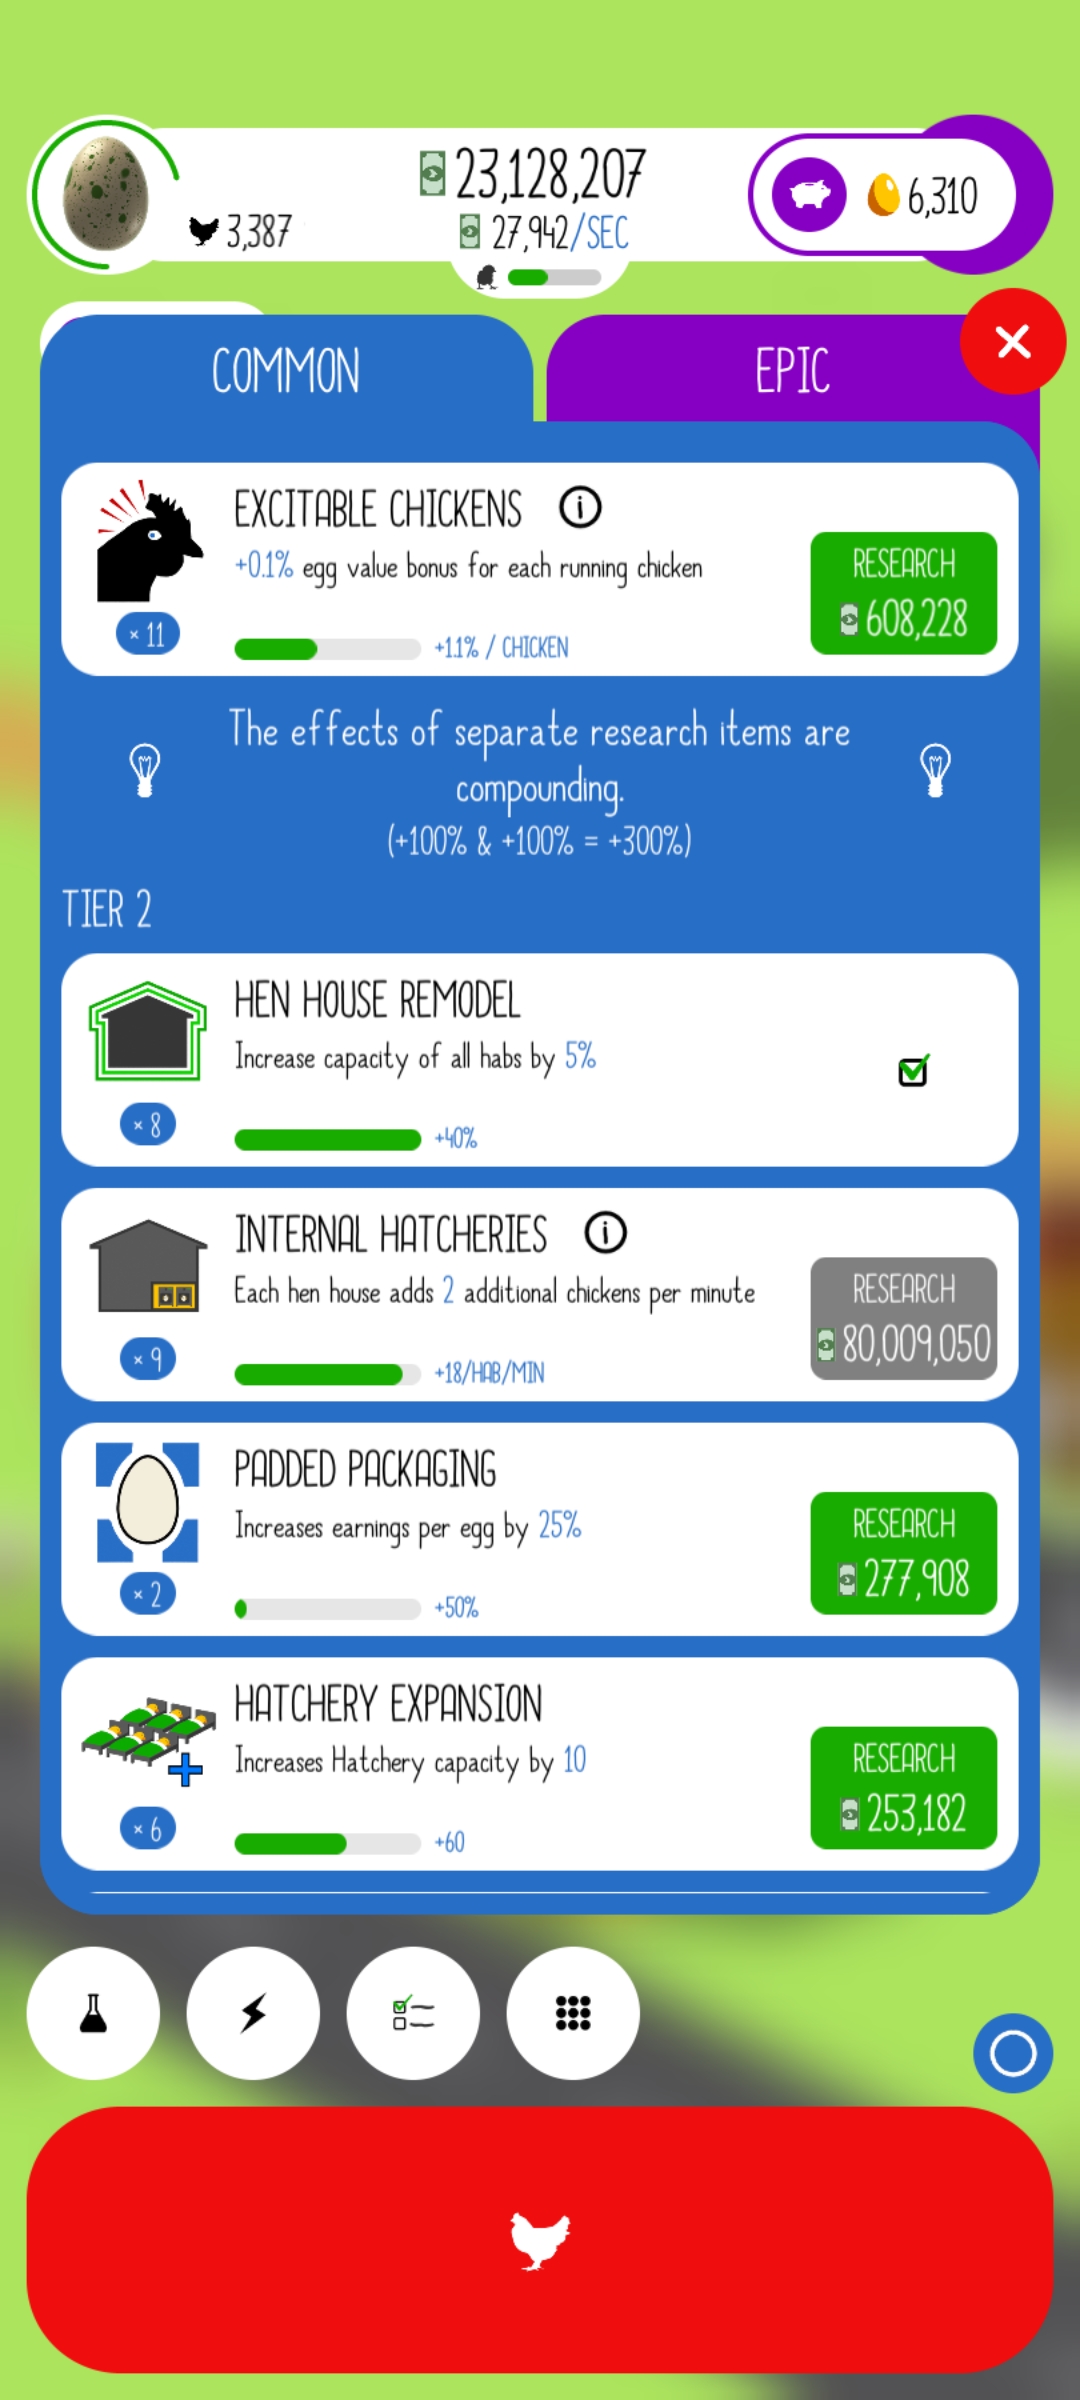 23,128,207
3,387
27,942/SEC
6,310
COMMON
EPIC
EXCITABLE CHICKENS i
+0.1% egg value bonus for each running chicken
RESEARCH
608,228
× 11
+1.1% / CHICKEN
The effects of separate research items are
compounding.
(+100% & +100% = +300%)
TIER 2
HEN HOUSE REMODEL
Increase capacity of all habs by 5%
× 8
+40%
INTERNAL HATCHERIES i
Each hen house adds 2 additional chickens per minute
RESEARCH
80,009,050
× 9
+18/HAB/MIN
PADDED PACKAGING
Increases earnings per egg by 25%
RESEARCH
277,908
× 2
+50%
HATCHERY EXPANSION
Increases Hatchery capacity by 10
RESEARCH
253,182
× 6
+60